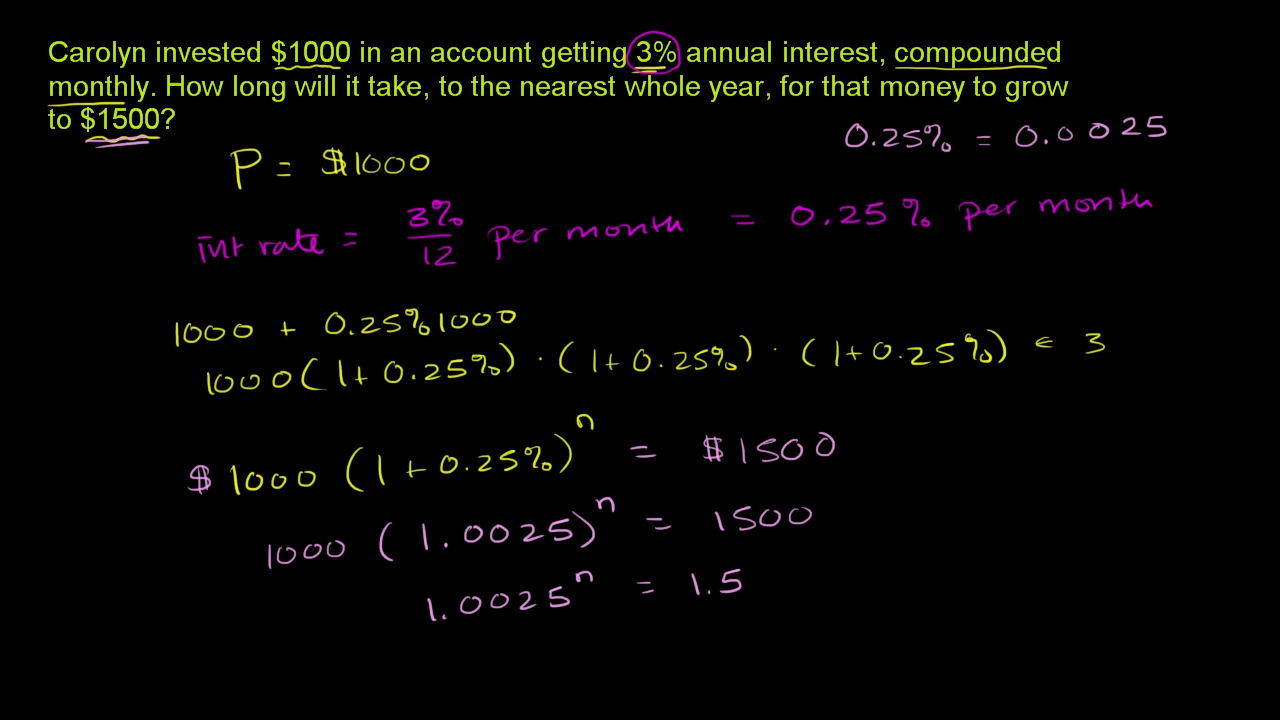 Carolyn invested $1000 in an account getting 3% annual interest, compounded
monthly. How long will it take, to the nearest whole year, for that money to grow
to $1500?
0.25% = 0.0025
P = $1000
int rate = 3%/12 per month = 0.25% per month
1000 + 0.25%1000
1000(1+0.25%) · (1+0.25%) · (1+0.25%) ← 3
$1000 (1+0.25%)^n = $1500
1000 (1.0025)^n = 1500
1.0025^n = 1.5